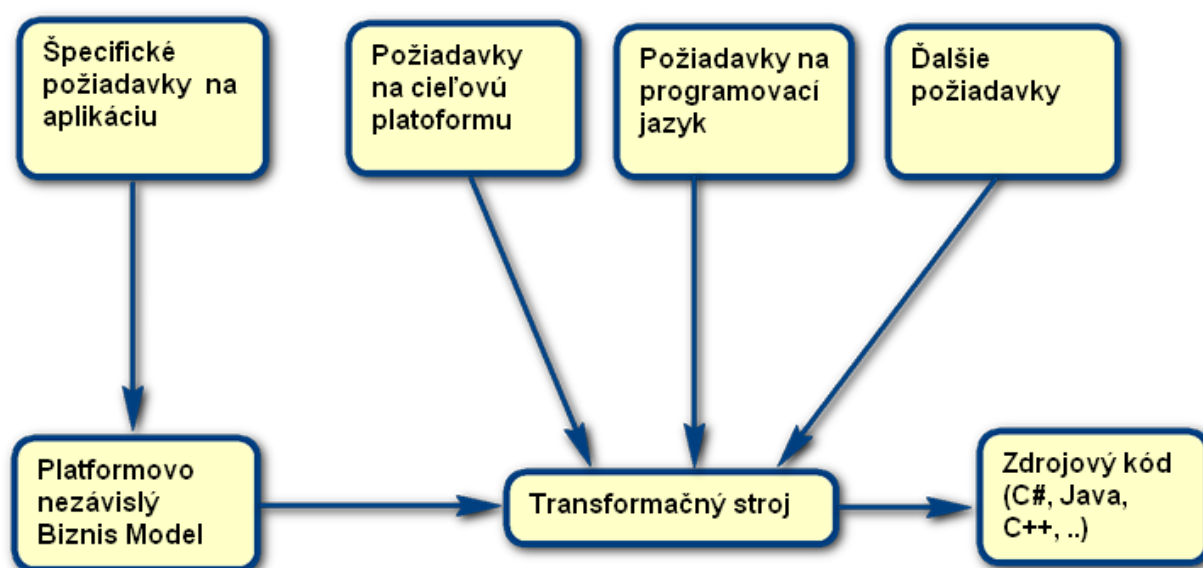 Špecifické
požiadavky na
aplikáciu
Požiadavky
na cieľovú
platoformu
Požiadavky na
programovací
jazyk
Ďalšie
požiadavky
Platformovo
nezávislý
Biznis Model
Transformačný stroj
Zdrojový kód
(C#, Java,
C++, ..)